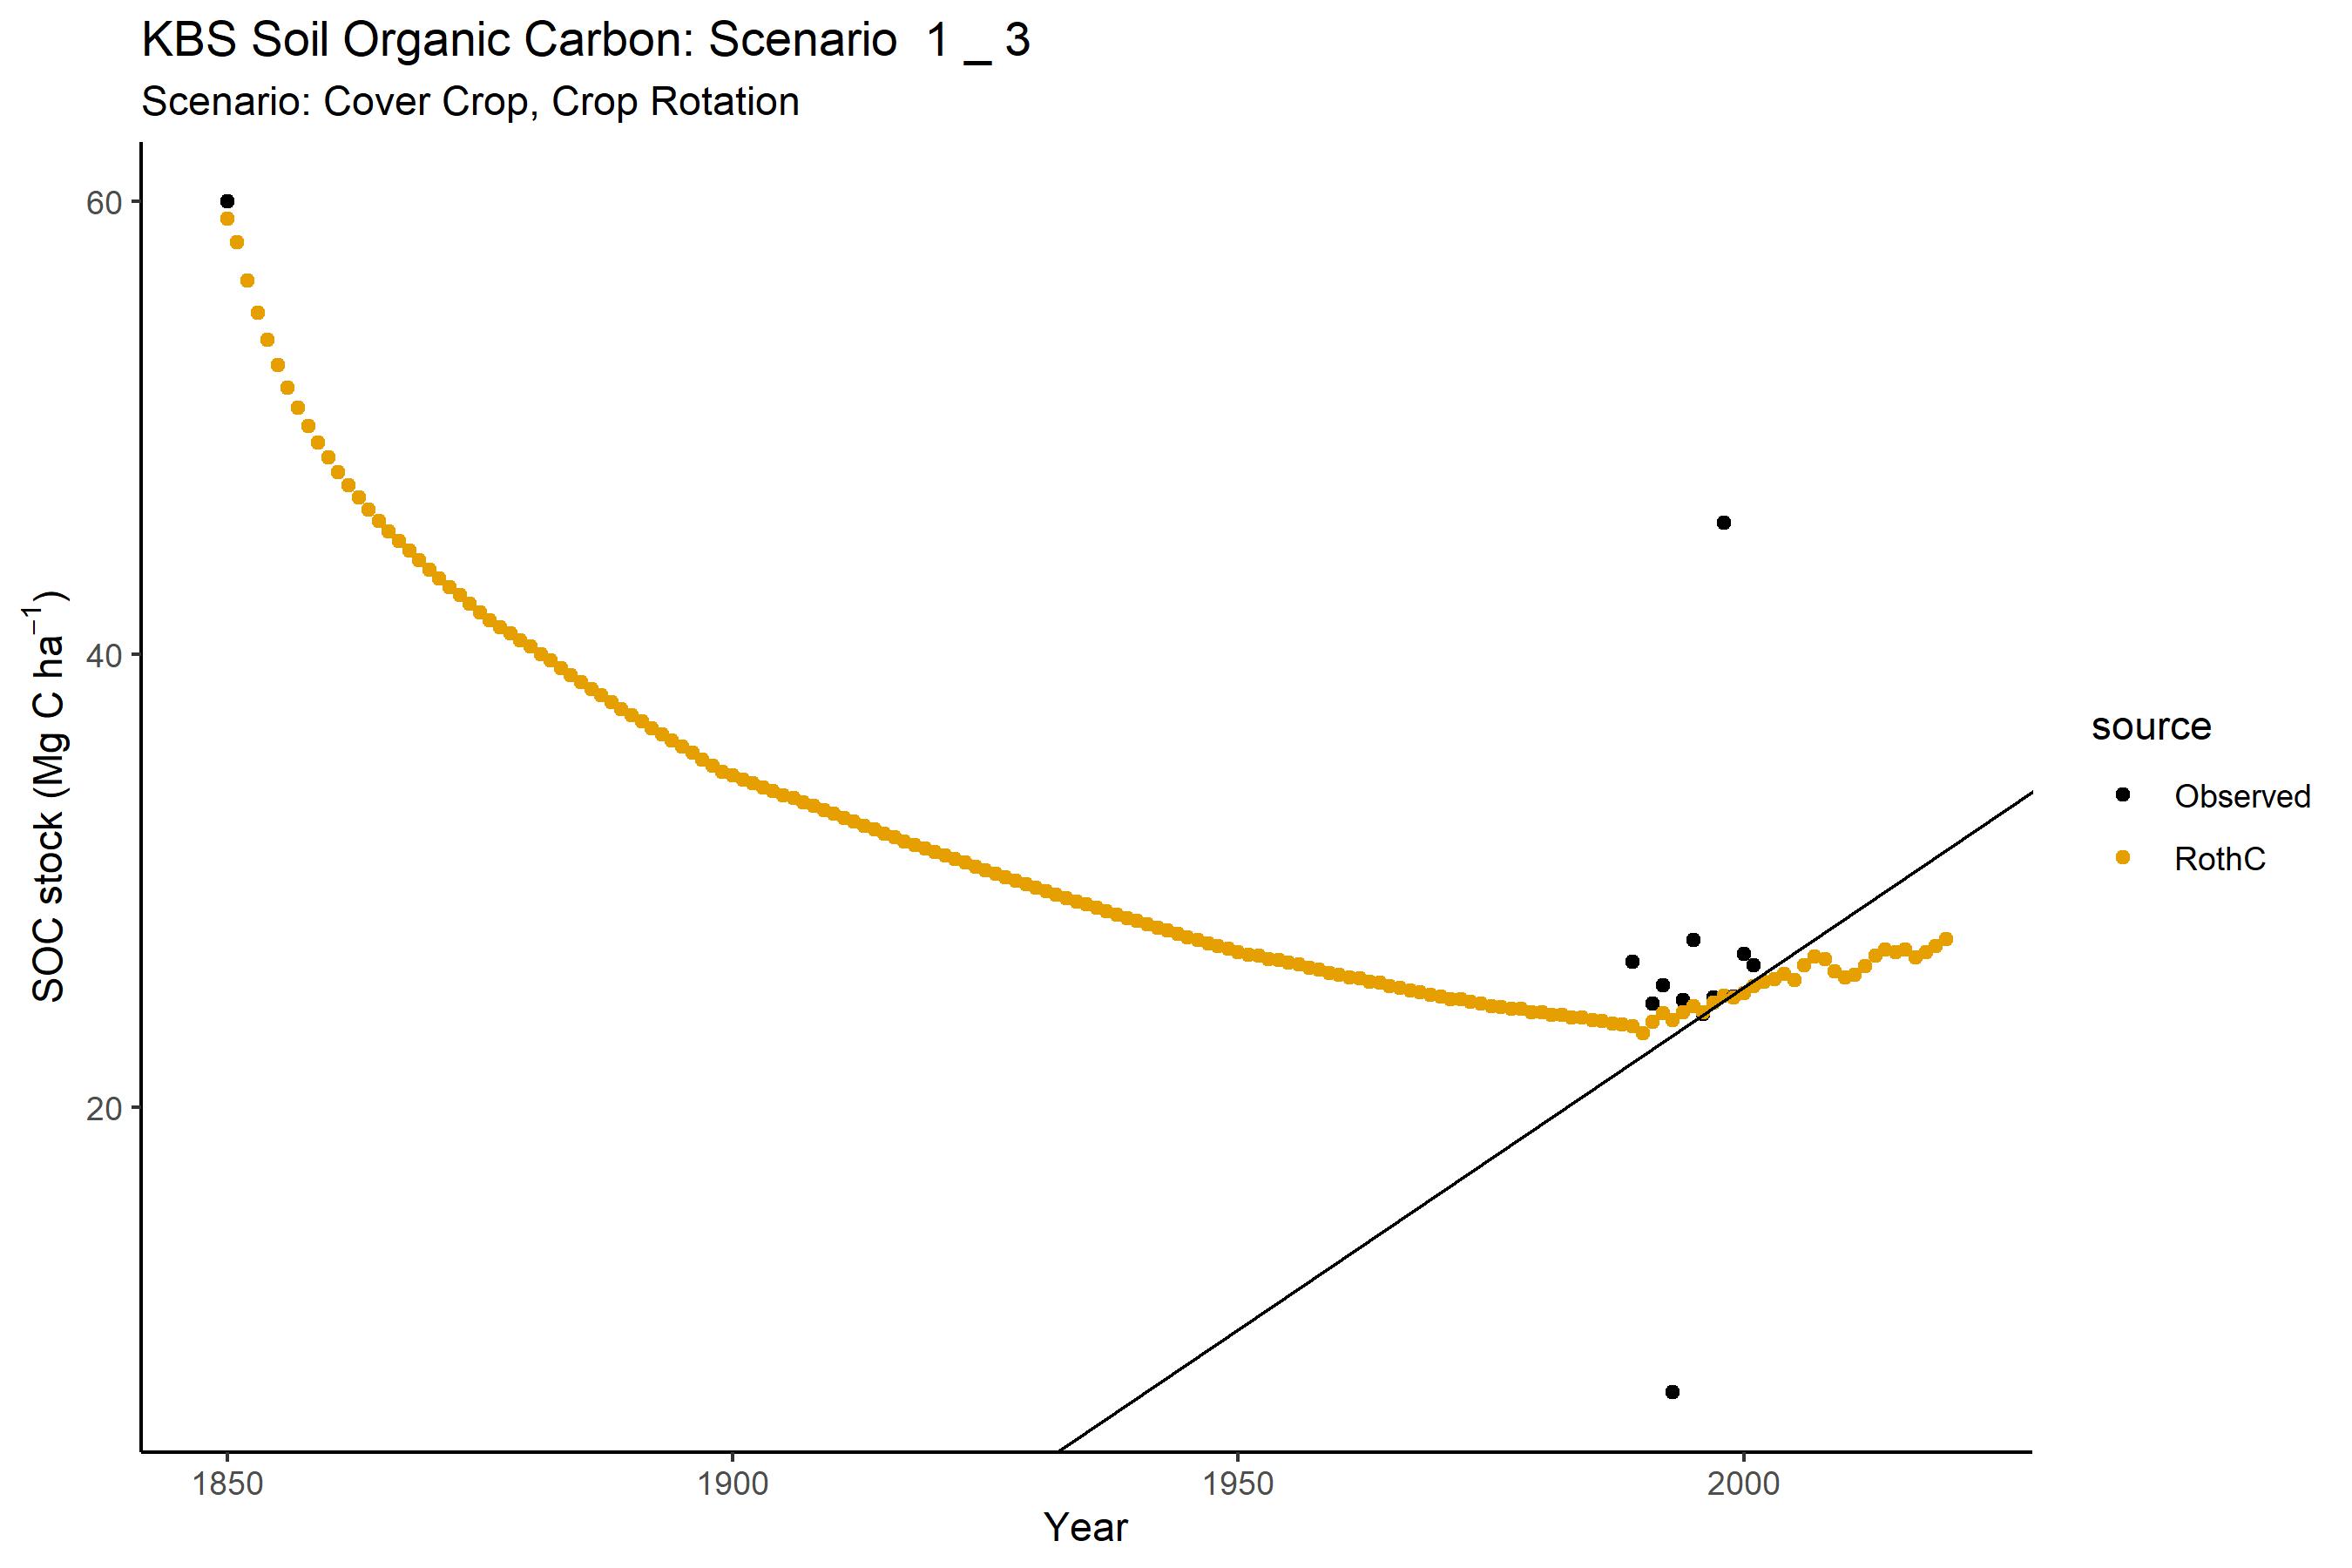 KBS Soil Organic Carbon: Scenario  1 _ 3
Scenario: Cover Crop, Crop Rotation
60
40
20
SOC stock (Mg C ha⁻¹)
1850 1900 1950 2000
Year
source
Observed
RothC